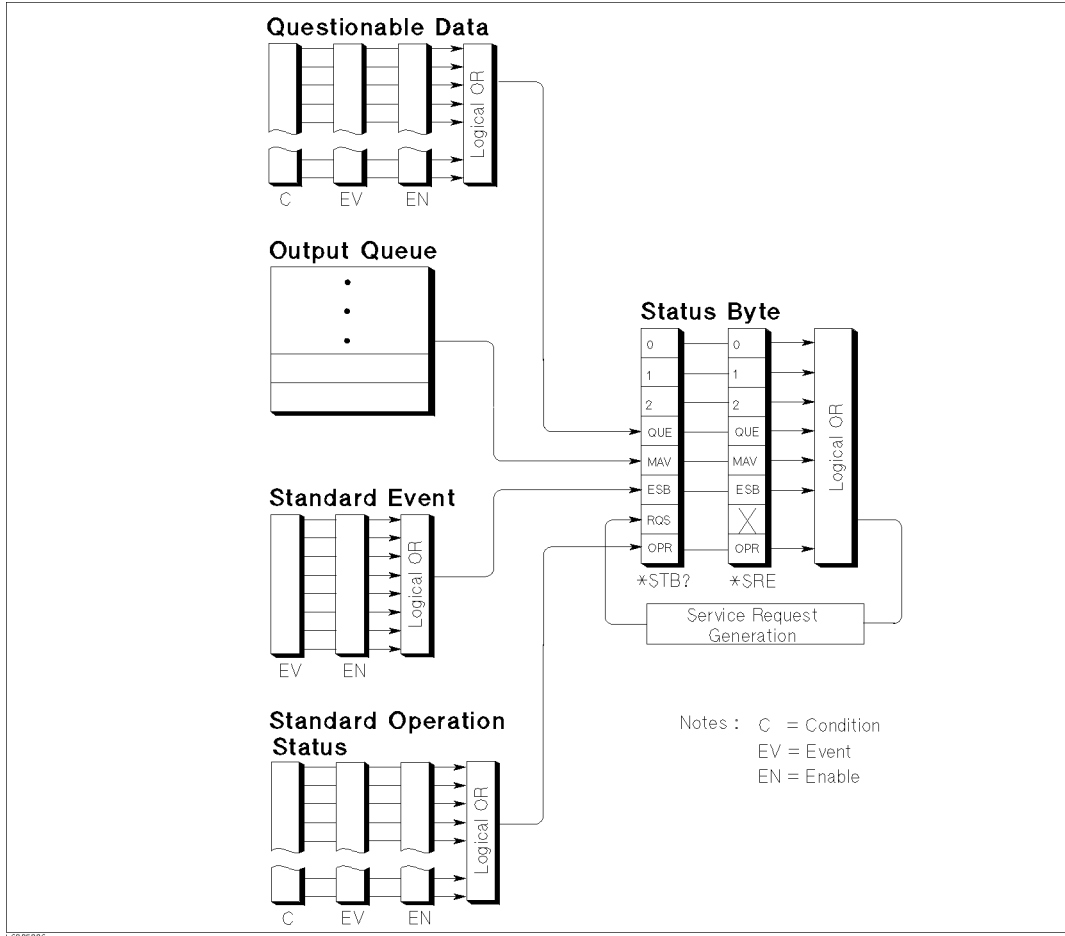 Questionable Data
Logical OR
C EV EN
Output Queue
Status Byte
0 0
1 1
2 2
QUE QUE
MAV MAV
ESB ESB
RQS
OPR OPR
Logical OR
*STB? *SRE
Service Request
Generation
Standard Event
Logical OR
EV EN
Standard Operation
Status
Logical OR
C EV EN
Notes : C = Condition
EV = Event
EN = Enable